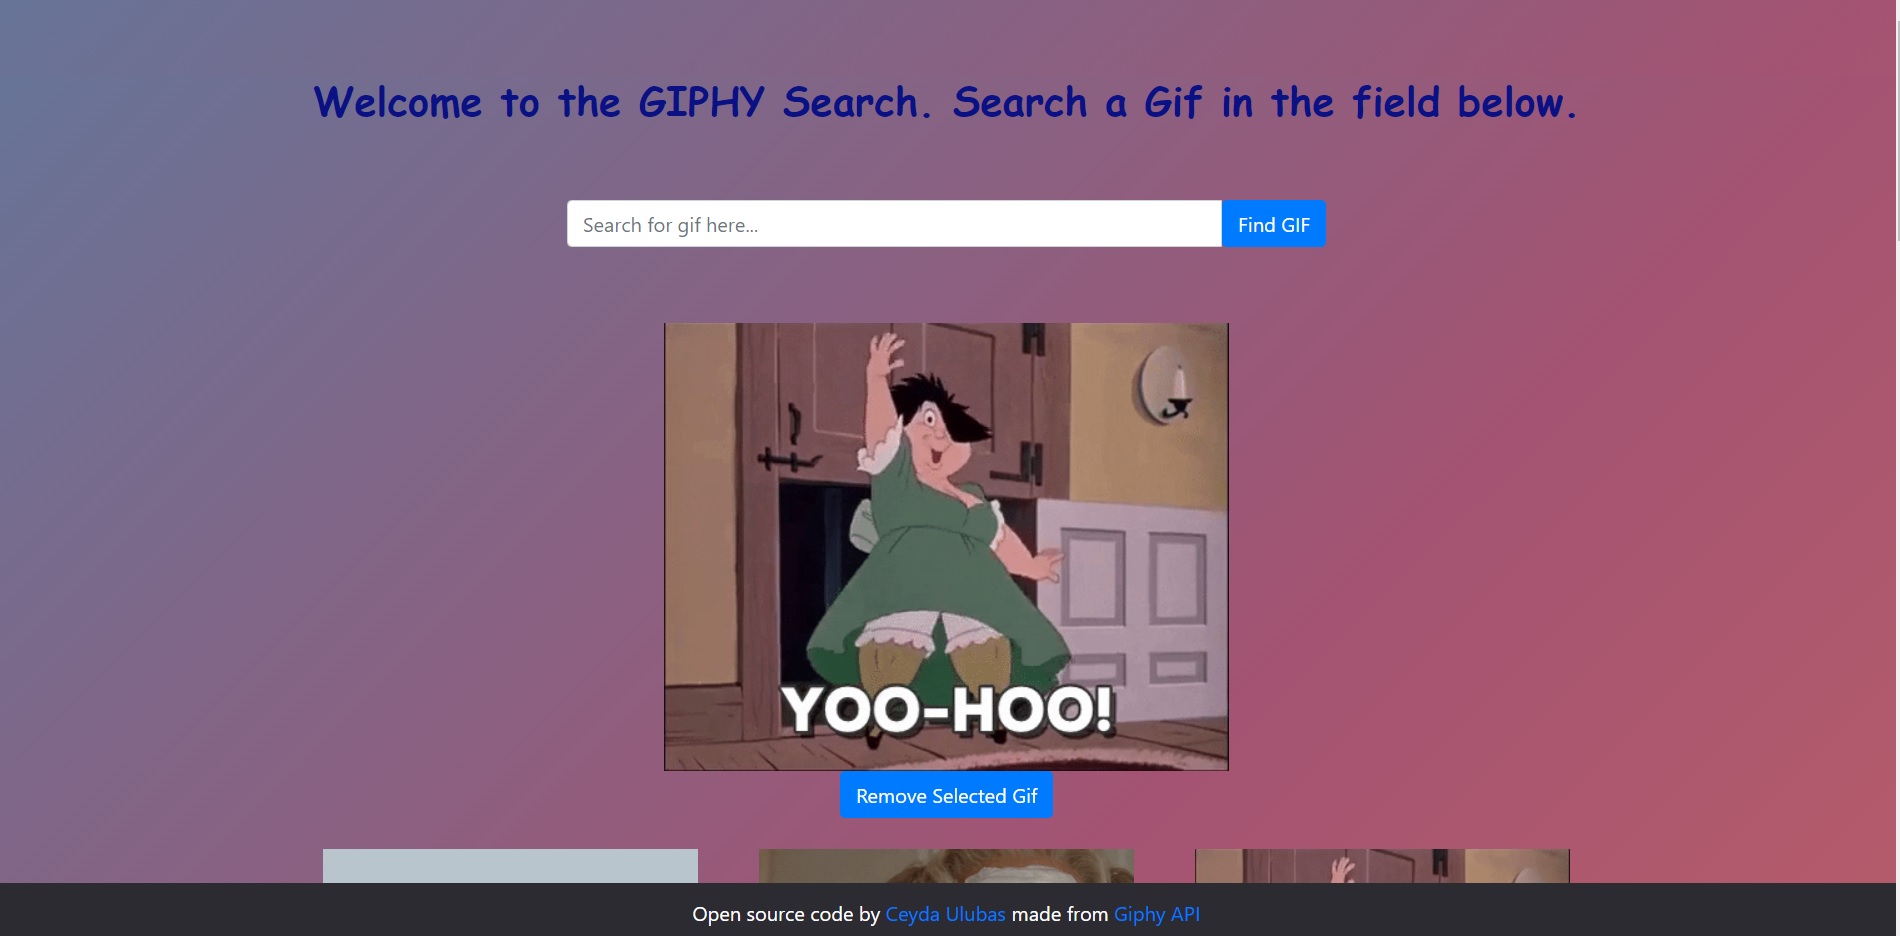 Welcome to the GIPHY Search. Search a Gif in the field below.
Search for gif here...
Find GIF
YOO-HOO!
Remove Selected Gif
Open source code by Ceyda Ulubas made from Giphy API